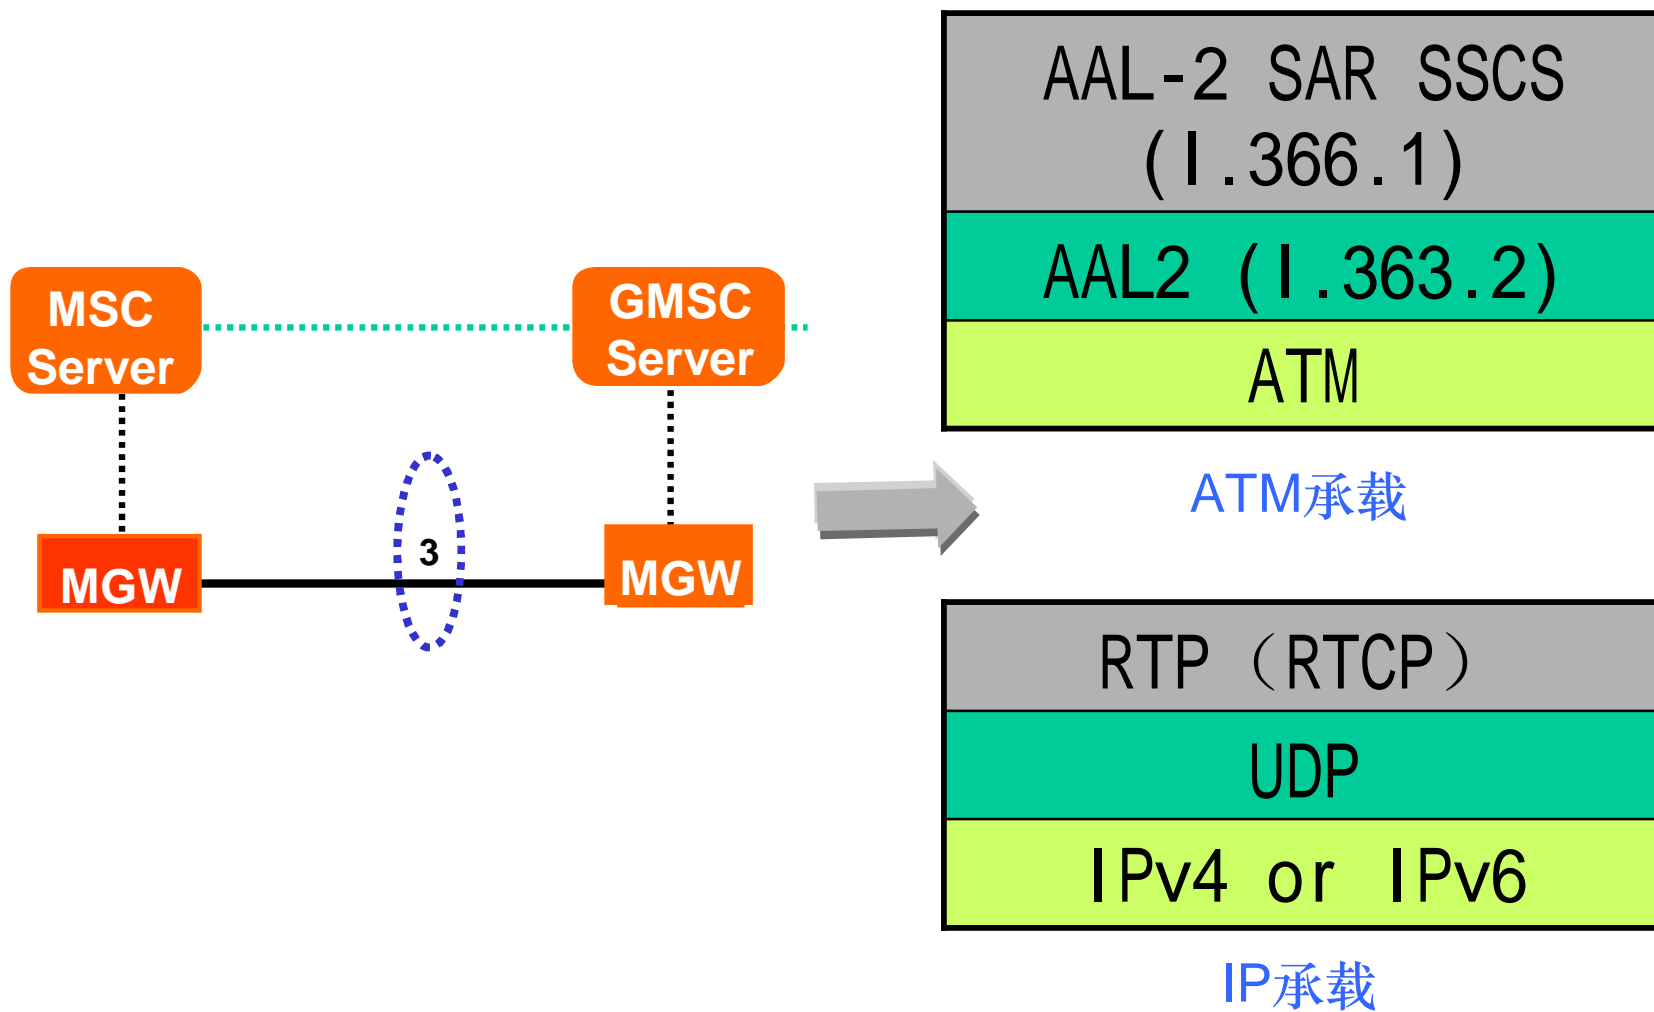 MSC
Server
GMSC
Server
MGW
3
MGW
AAL-2 SAR SSCS
(I.366.1)
AAL2 (I.363.2)
ATM
ATM承载
RTP（RTCP）
UDP
IPv4 or IPv6
IP承载